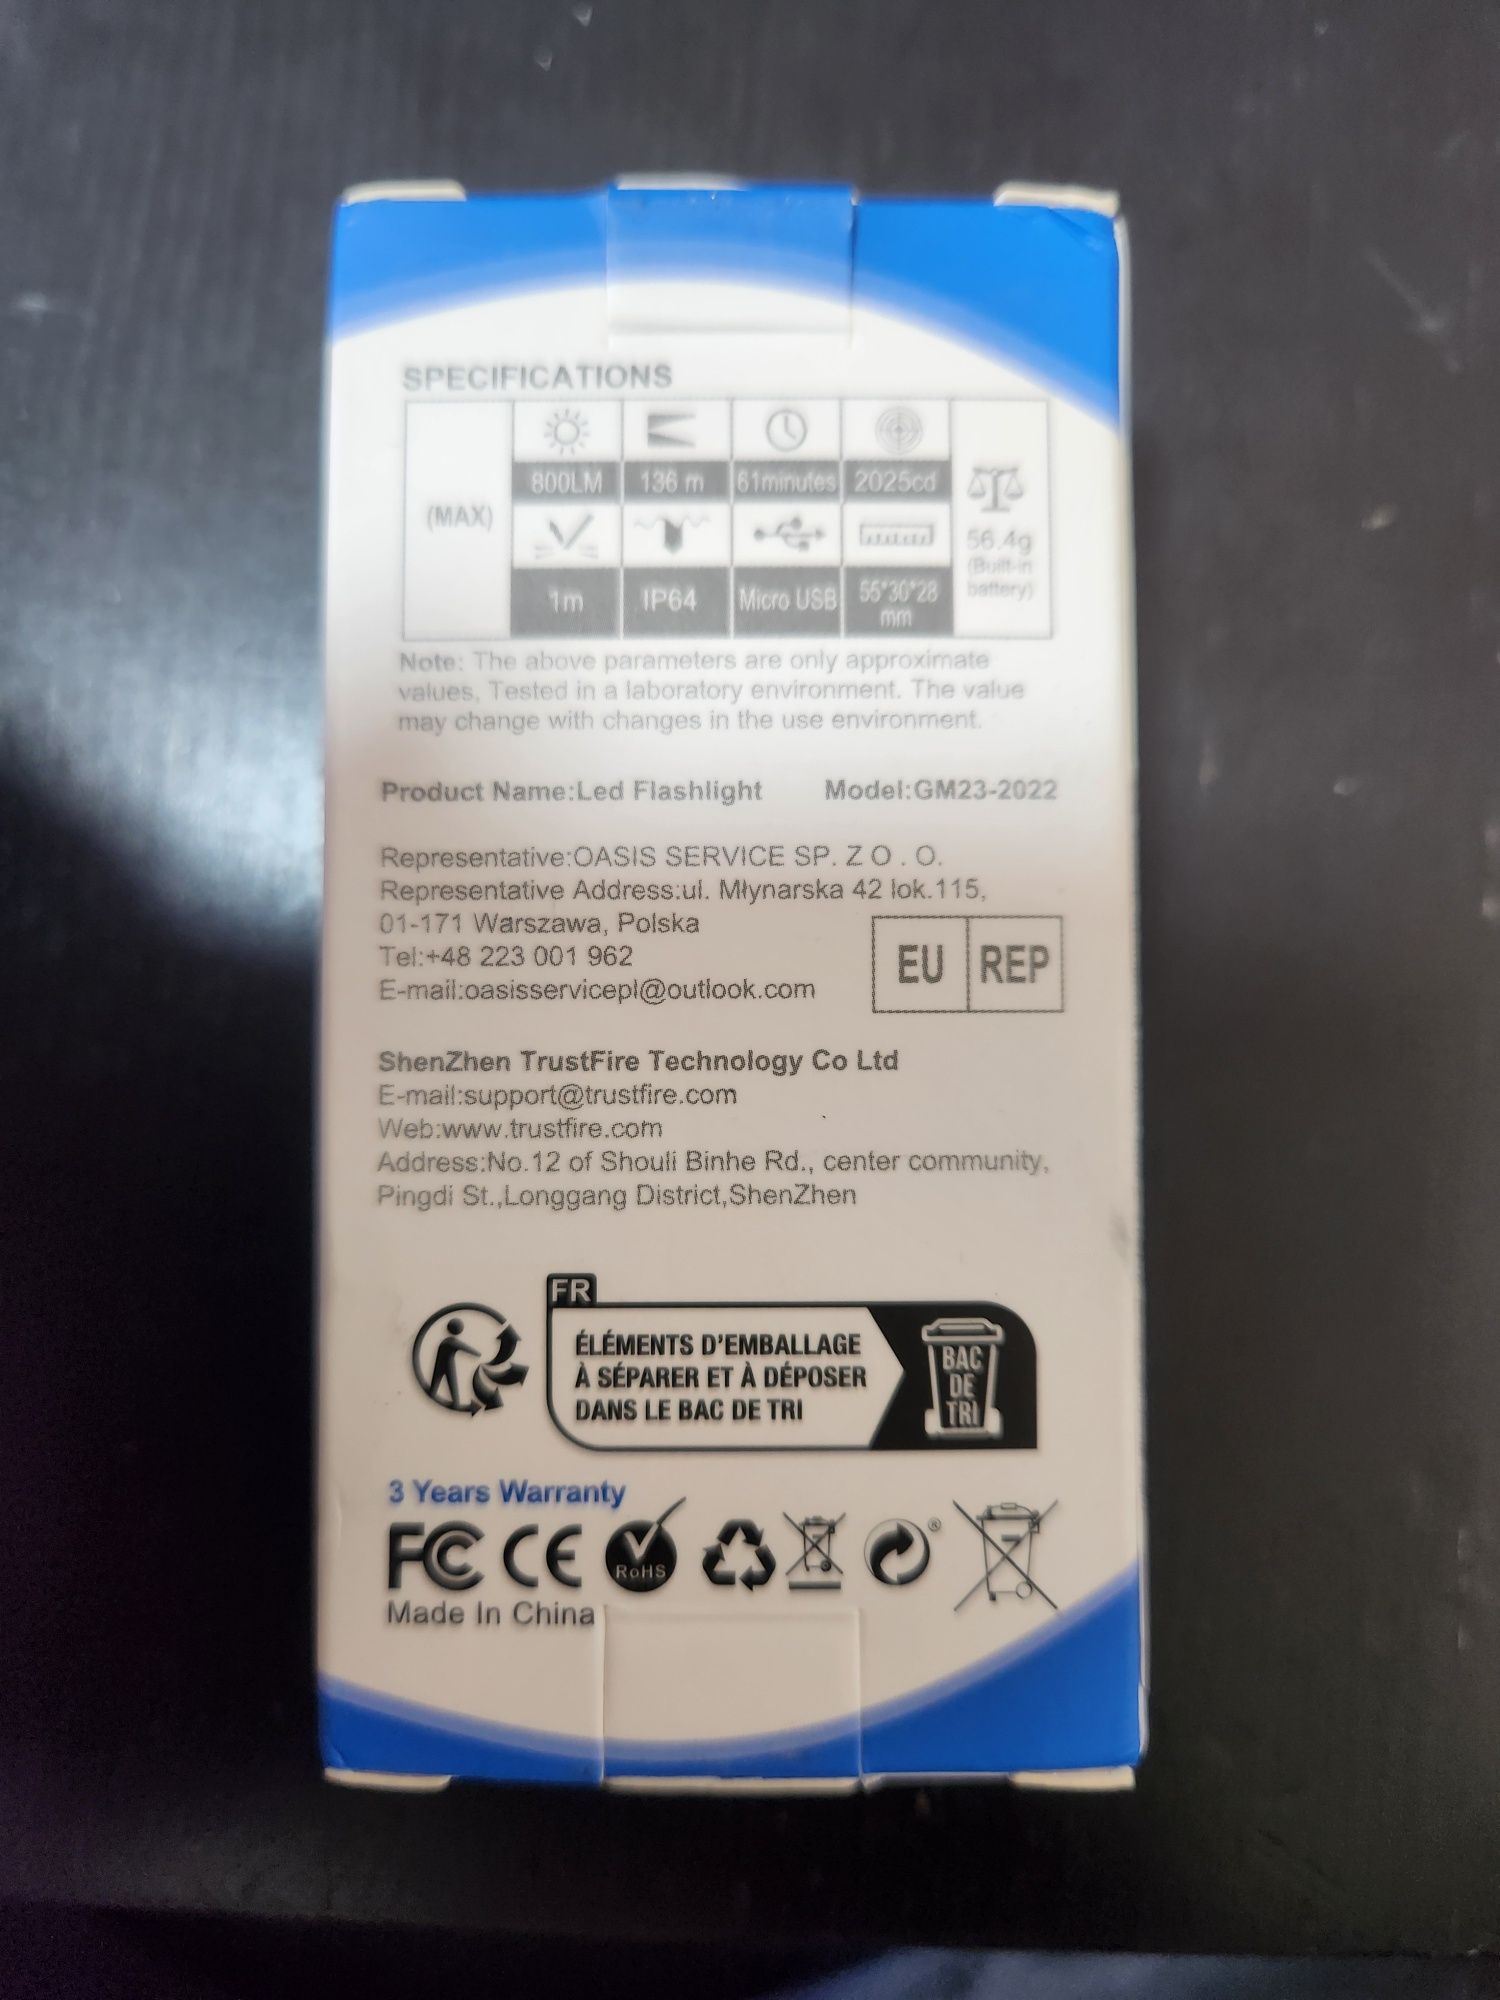 SPECIFICATIONS
(MAX)
800LM 136 m 61minutes 2025cd
1m IP64 Micro USB 55*30*28
mm
56.4g
(Built-in
battery)
Note: The above parameters are only approximate
values, Tested in a laboratory environment. The value
may change with changes in the use environment.
Product Name:Led Flashlight Model:GM23-2022
Representative:OASIS SERVICE SP. Z O . O.
Representative Address:ul. Młynarska 42 lok.115,
01-171 Warszawa, Polska
Tel:+48 223 001 962
E-mail:oasisservicepl@outlook.com
EU REP
ShenZhen TrustFire Technology Co Ltd
E-mail:support@trustfire.com
Web:www.trustfire.com
Address:No.12 of Shouli Binhe Rd., center community,
Pingdi St.,Longgang District,ShenZhen
FR
ÉLÉMENTS D'EMBALLAGE
À SÉPARER ET À DÉPOSER
DANS LE BAC DE TRI
BAC
DE
TRI
3 Years Warranty
FC CE RoHS ®
Made In China